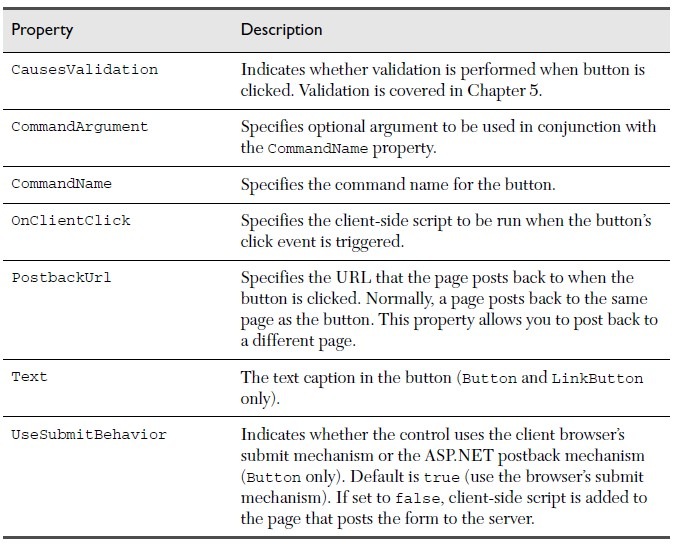 Property Description
CausesValidation Indicates whether validation is performed when button is
clicked. Validation is covered in Chapter 5.
CommandArgument Specifies optional argument to be used in conjunction with
the CommandName property.
CommandName Specifies the command name for the button.
OnClientClick Specifies the client-side script to be run when the button’s
click event is triggered.
PostbackUrl Specifies the URL that the page posts back to when the
button is clicked. Normally, a page posts back to the same
page as the button. This property allows you to post back to
a different page.
Text The text caption in the button (Button and LinkButton
only).
UseSubmitBehavior Indicates whether the control uses the client browser’s
submit mechanism or the ASP.NET postback mechanism
(Button only). Default is true (use the browser’s submit
mechanism). If set to false, client-side script is added to
the page that posts the form to the server.